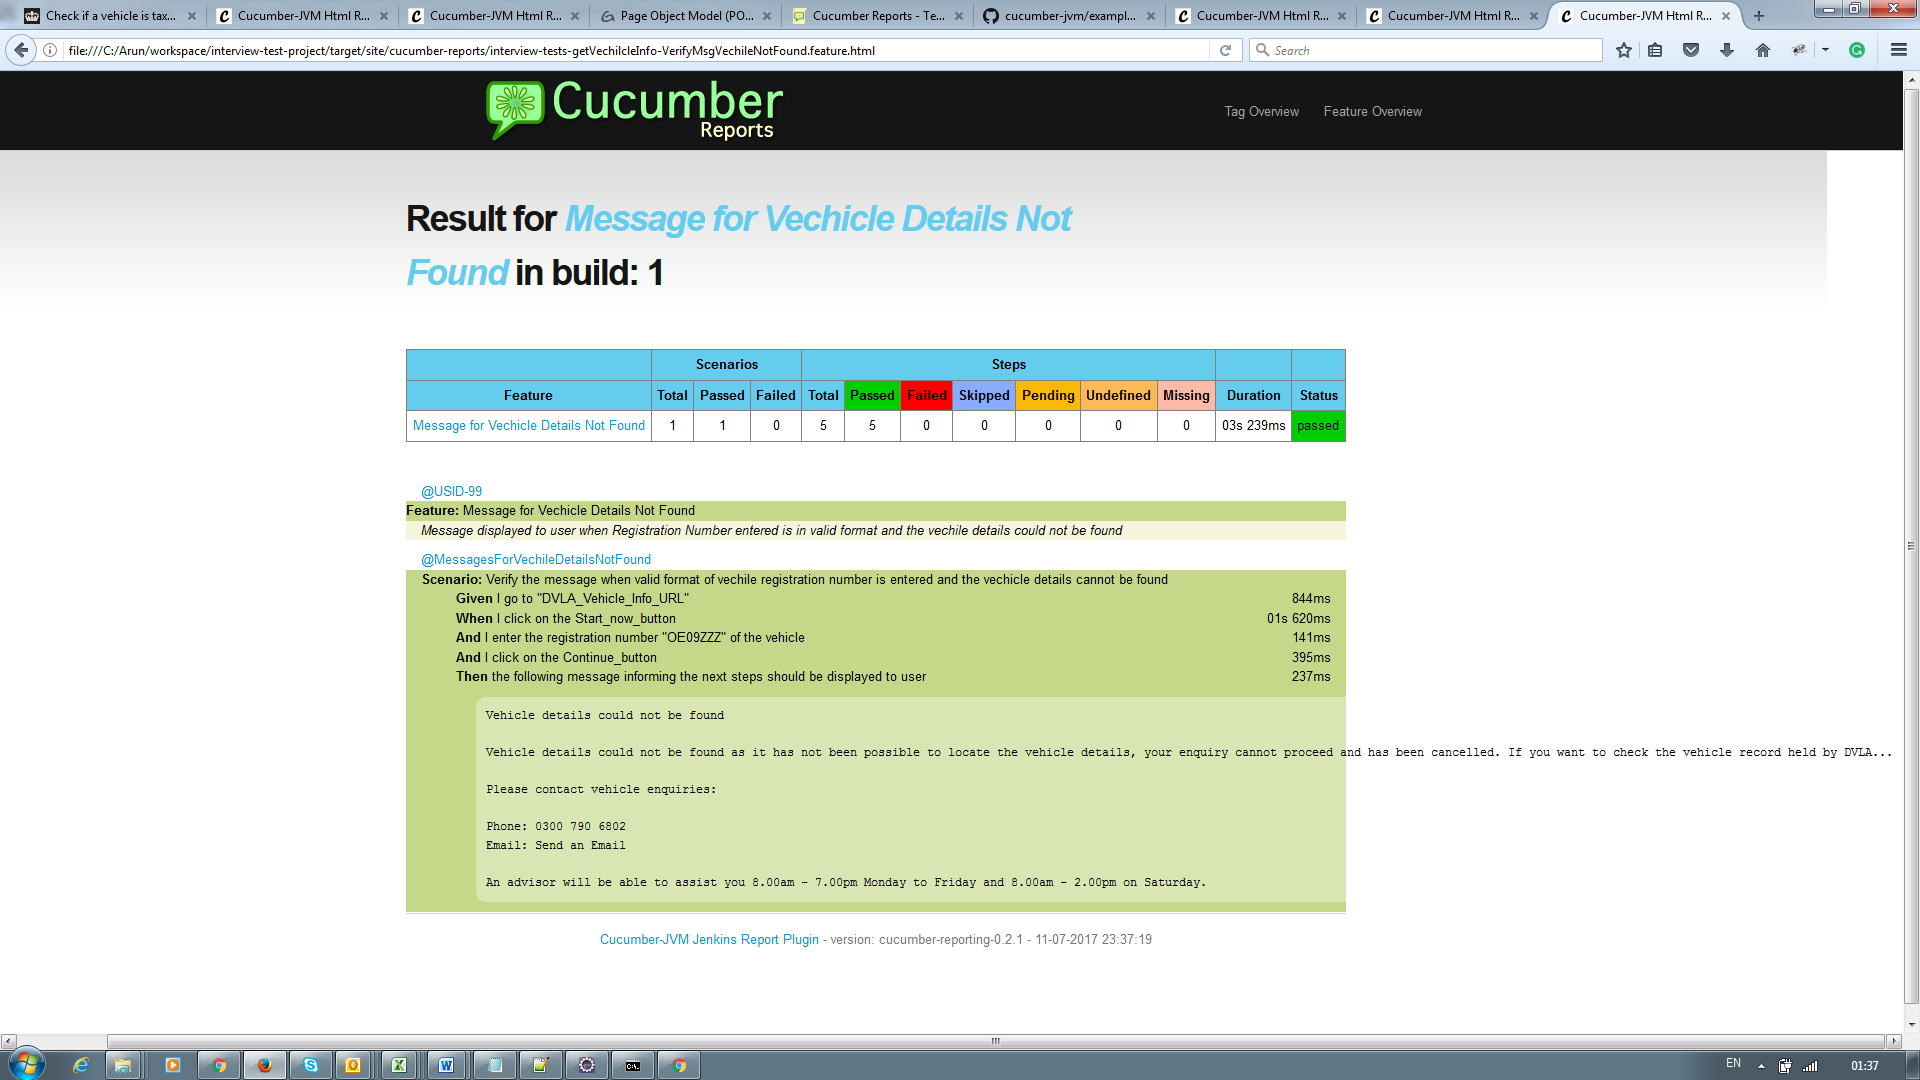 Check if a vehicle is tax...
Cucumber-JVM Html R...
Cucumber-JVM Html R...
Page Object Model (PO...
Cucumber Reports - Te...
cucumber-jvm/exampl...
Cucumber-JVM Html R...
Cucumber-JVM Html R...
Cucumber-JVM Html R...
file:///C:/Arun/workspace/interview-test-project/target/site/cucumber-reports/interview-tests-getVechilcleInfo-VerifyMsgVechileNotFound.feature.html
Search
Cucumber
Reports
Tag Overview Feature Overview
Result for Message for Vechicle Details Not
Found in build: 1
Scenarios Steps
Feature Total Passed Failed Total Passed Failed Skipped Pending Undefined Missing Duration Status
Message for Vechicle Details Not Found 1 1 0 5 5 0 0 0 0 0 03s 239ms passed
@USID-99
Feature: Message for Vechicle Details Not Found
Message displayed to user when Registration Number entered is in valid format and the vechile details could not be found
@MessagesForVechileDetailsNotFound
Scenario: Verify the message when valid format of vechile registration number is entered and the vechicle details cannot be found
Given I go to "DVLA_Vehicle_Info_URL" 844ms
When I click on the Start_now_button 01s 620ms
And I enter the registration number "OE09ZZZ" of the vehicle 141ms
And I click on the Continue_button 395ms
Then the following message informing the next steps should be displayed to user 237ms
Vehicle details could not be found
Vehicle details could not be found as it has not been possible to locate the vehicle details, your enquiry cannot proceed and has been cancelled. If you want to check the vehicle record held by DVLA...
Please contact vehicle enquiries:
Phone: 0300 790 6802
Email: Send an Email
An advisor will be able to assist you 8.00am - 7.00pm Monday to Friday and 8.00am - 2.00pm on Saturday.
Cucumber-JVM Jenkins Report Plugin - version: cucumber-reporting-0.2.1 - 11-07-2017 23:37:19
EN 01:37